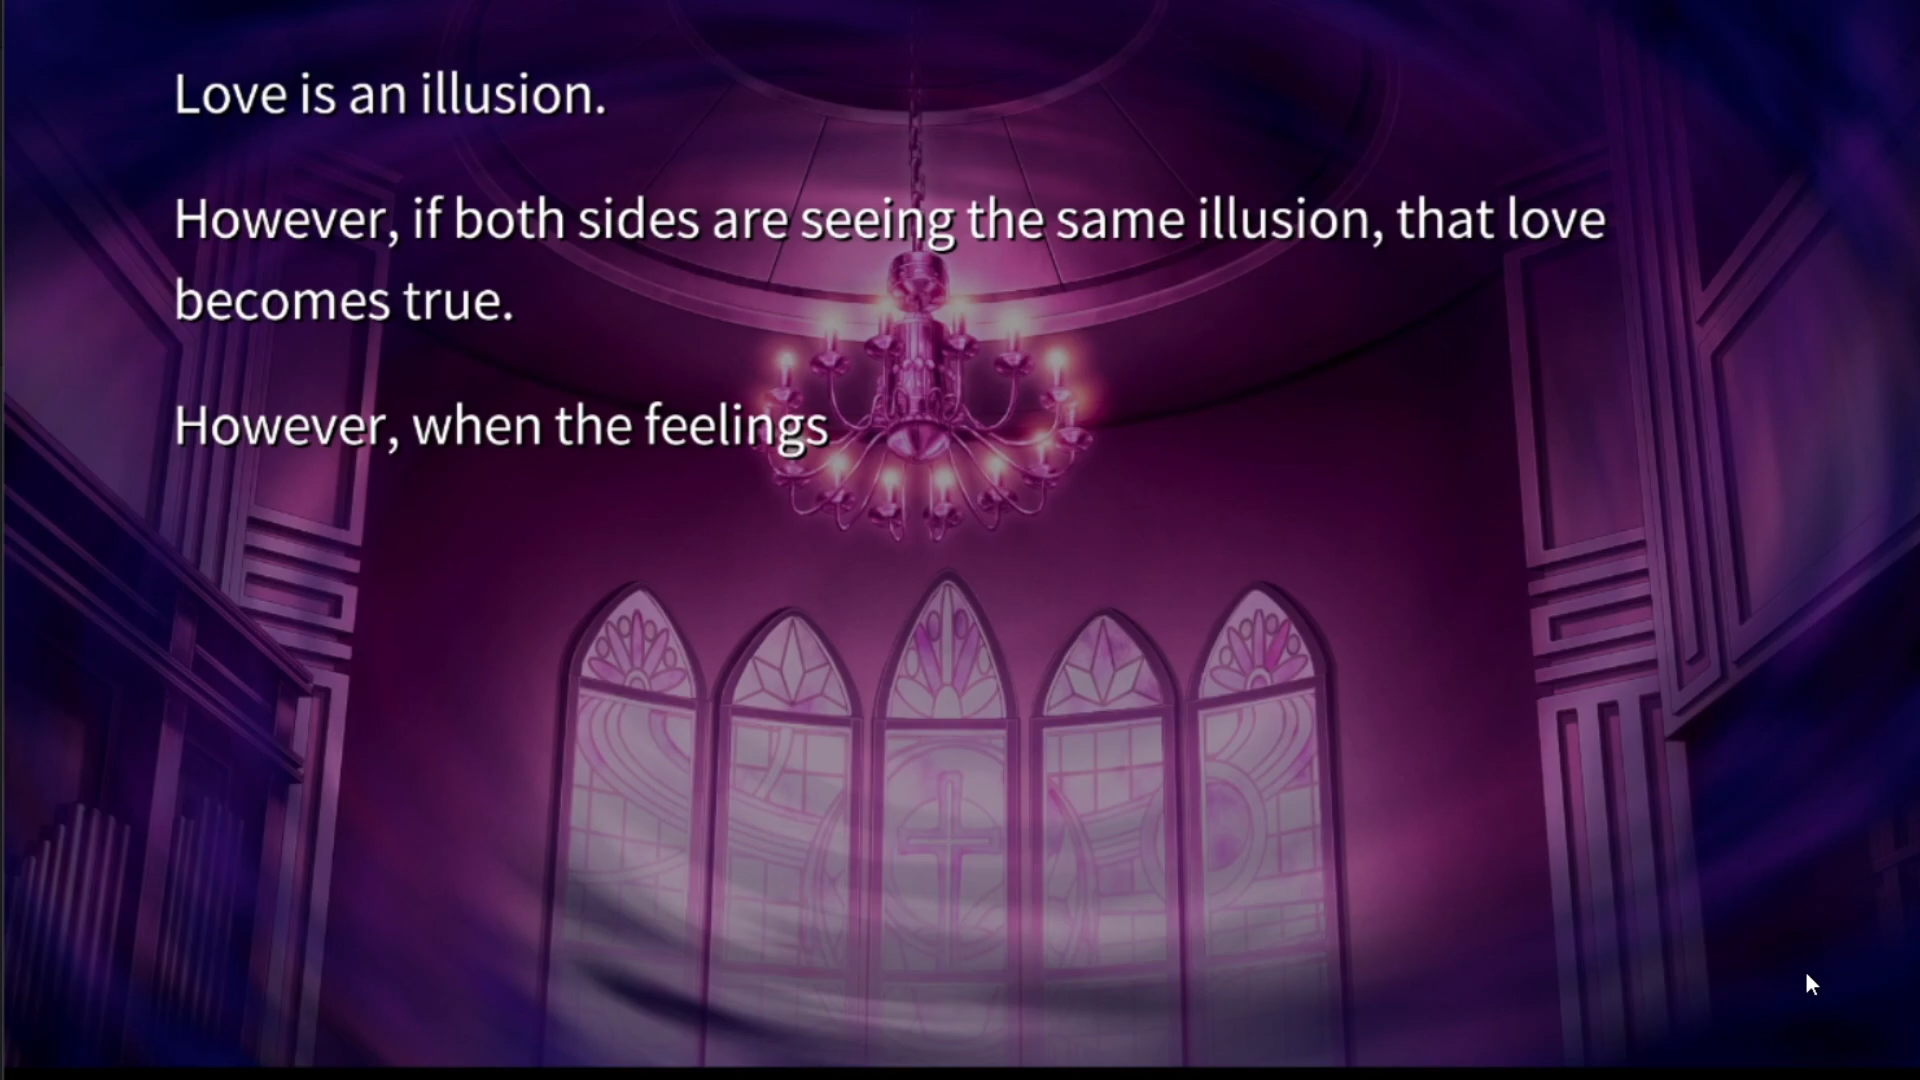 Love is an illusion.
However, if both sides are seeing the same illusion, that love
becomes true.
However, when the feelings